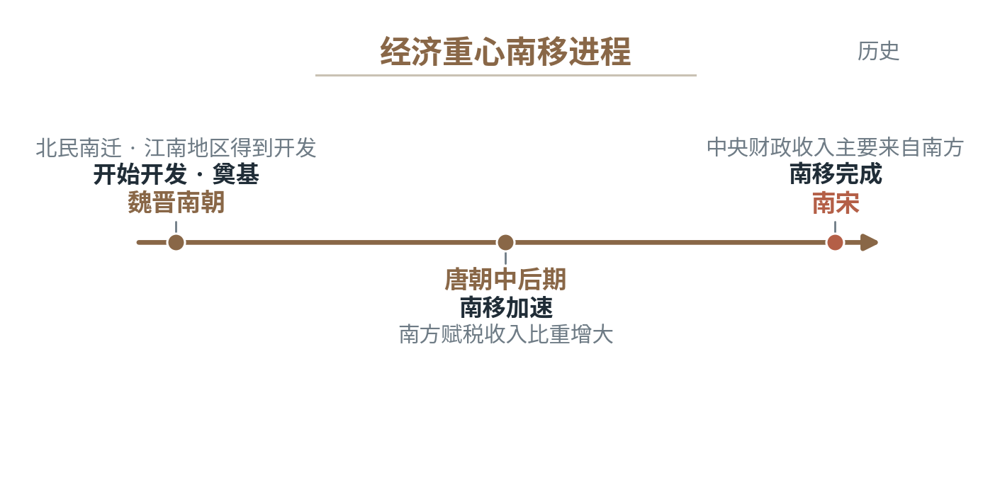 经济重心南移进程
历史
北民南迁 · 江南地区得到开发
开始开发 · 奠基
魏晋南朝
中央财政收入主要来自南方
南移完成
南宋
唐朝中后期
南移加速
南方赋税收入比重增大